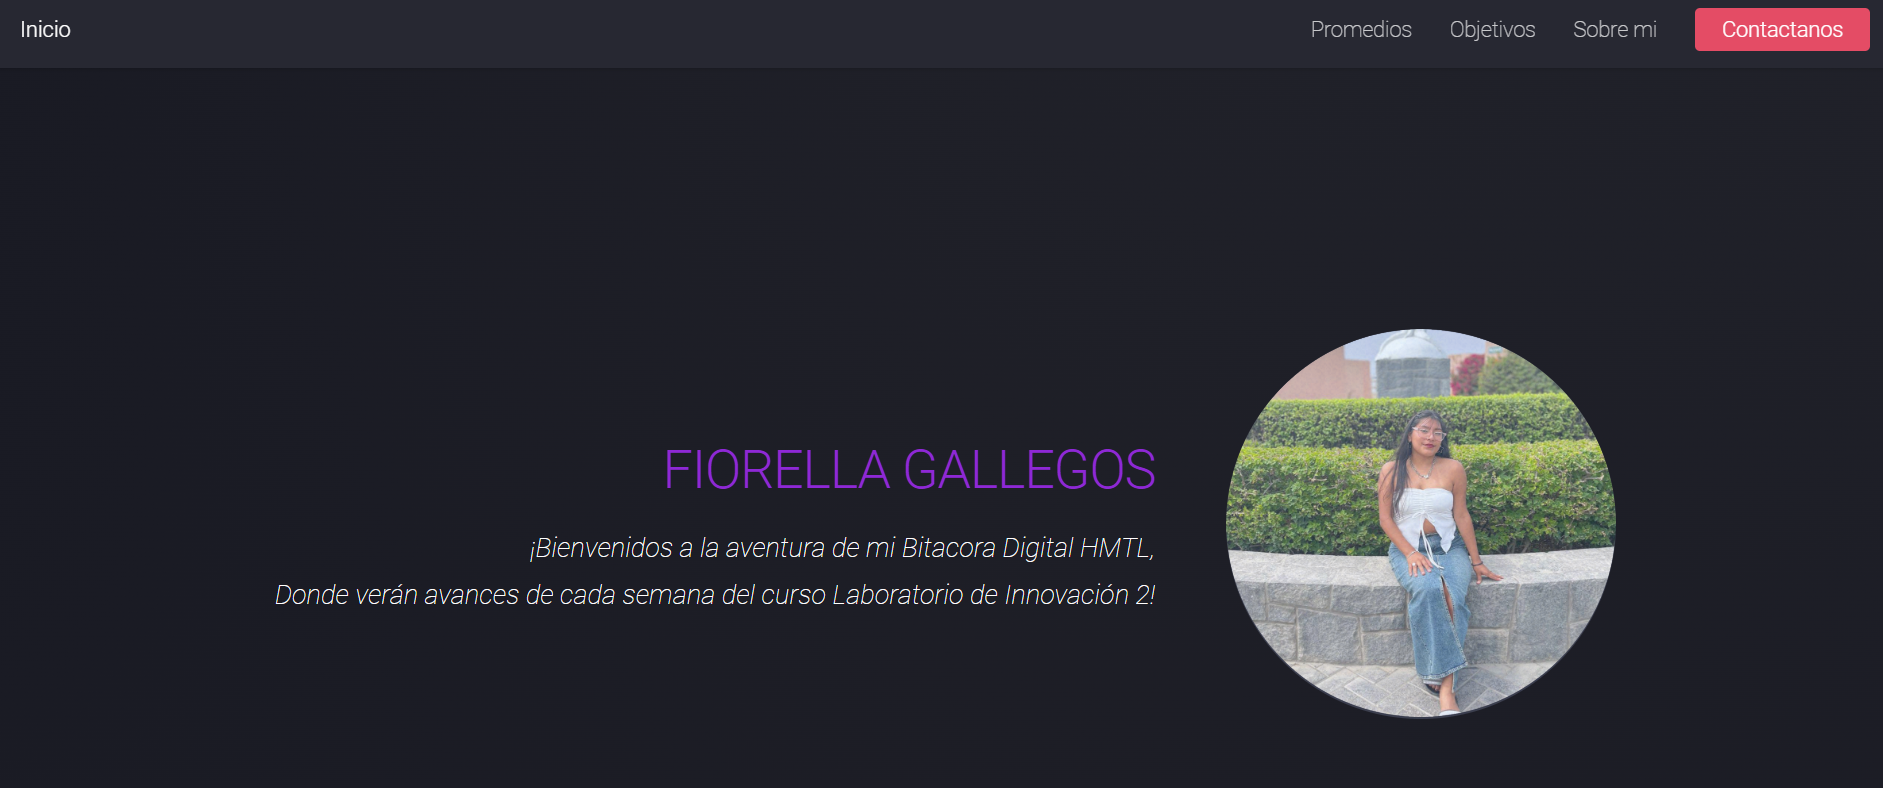 Inicio
Promedios
Objetivos
Sobre mi
Contactanos
FIORELLA GALLEGOS
¡Bienvenidos a la aventura de mi Bitacora Digital HMTL,
Donde verán avances de cada semana del curso Laboratorio de Innovación 2!